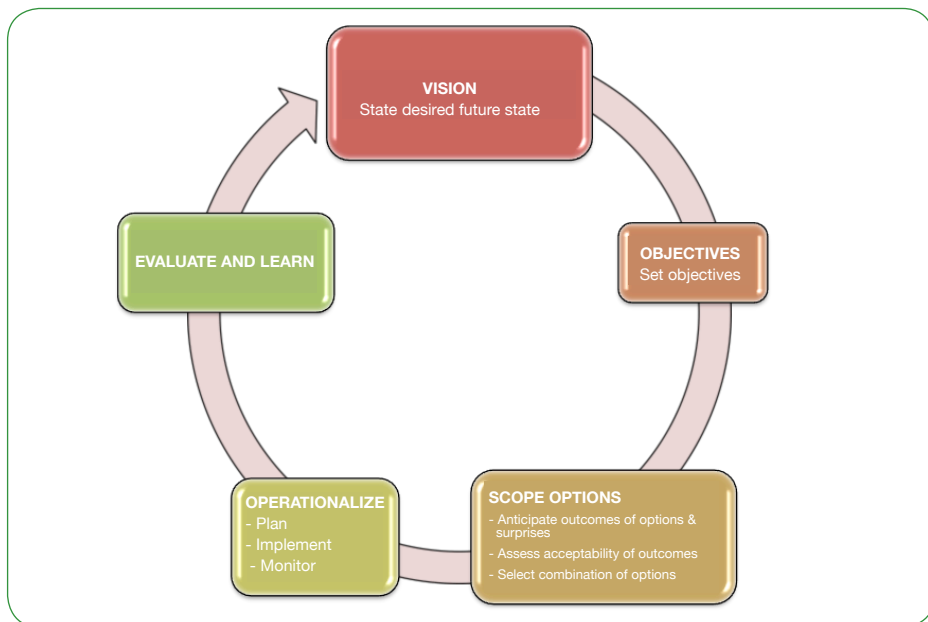 VISION
State desired future state
OBJECTIVES
Set objectives
SCOPE OPTIONS
- Anticipate outcomes of options &
surprises
- Assess acceptability of outcomes
- Select combination of options
OPERATIONALIZE
- Plan
- Implement
- Monitor
EVALUATE AND LEARN